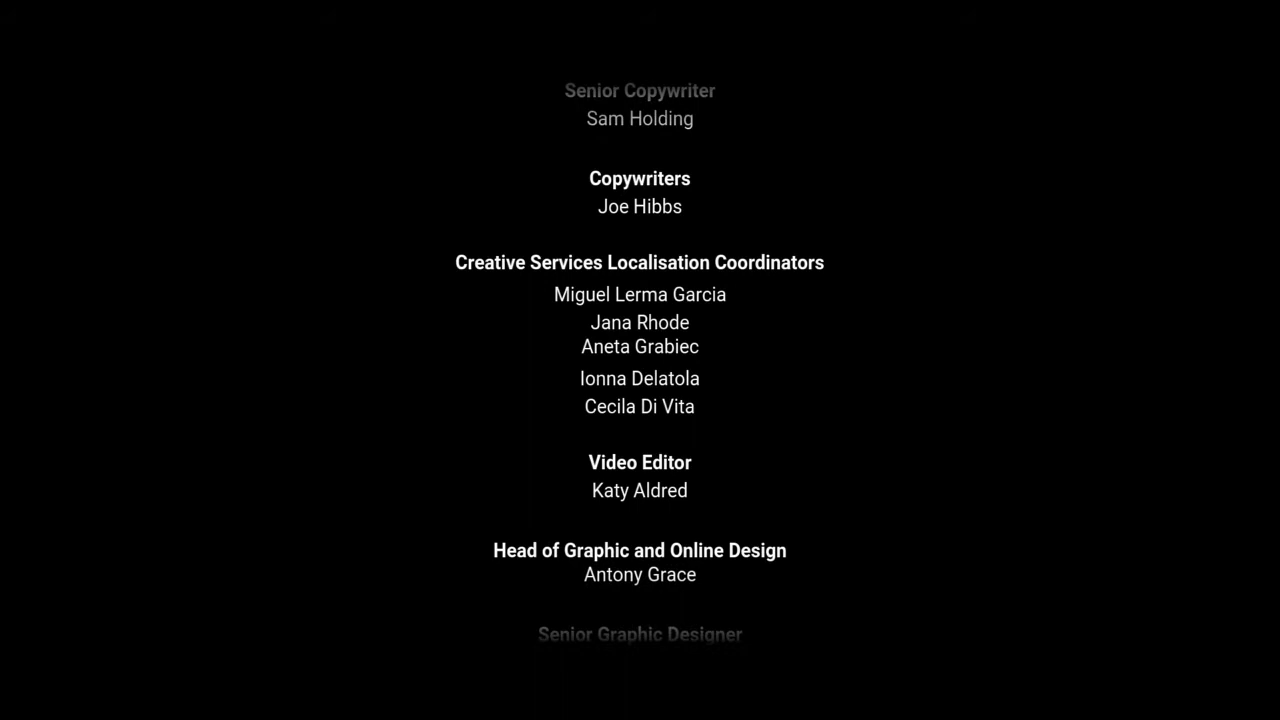 Senior Copywriter
Sam Holding
Copywriters
Joe Hibbs
Creative Services Localisation Coordinators
Miguel Lerma Garcia
Jana Rhode
Aneta Grabiec
Ionna Delatola
Cecila Di Vita
Video Editor
Katy Aldred
Head of Graphic and Online Design
Antony Grace
Senior Graphic Designer